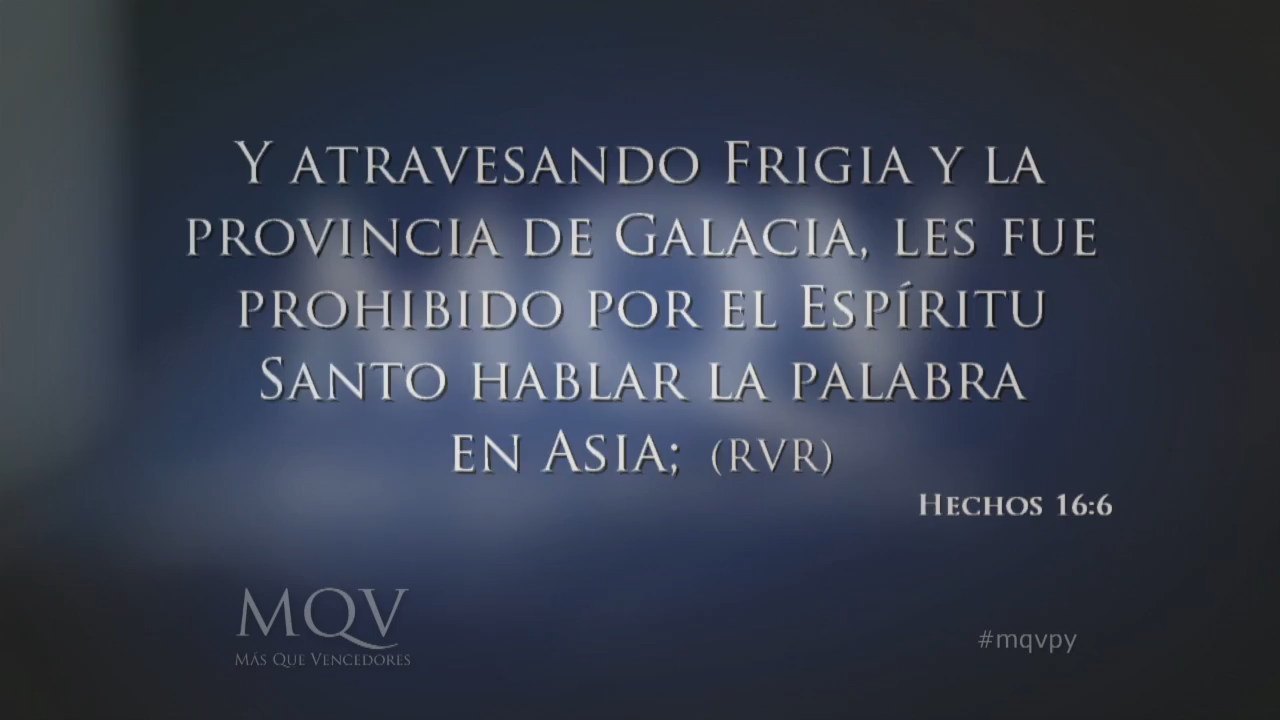 Y atravesando Frigia y la
provincia de Galacia, les fue
prohibido por el Espíritu
Santo hablar la palabra
en Asia; (RVR)
Hechos 16:6
MQV
Más Que Vencedores
#mqvpy